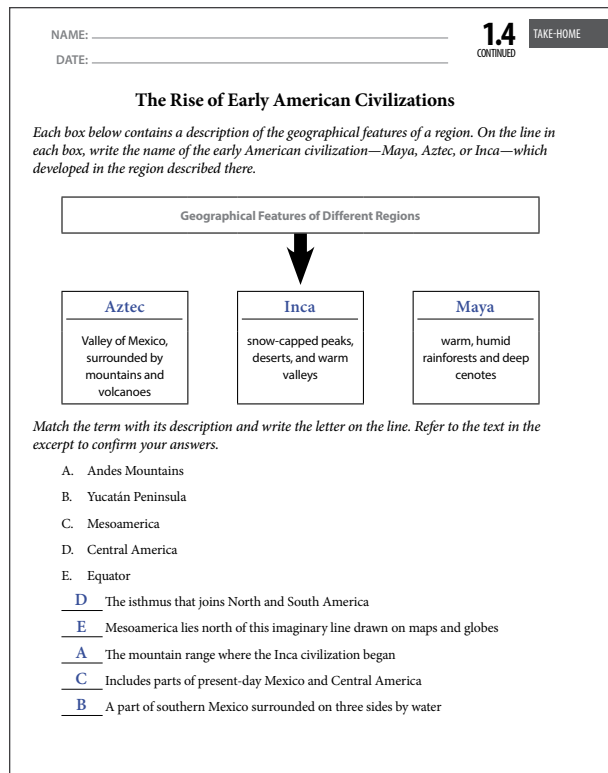 NAME:
DATE:
1.4
CONTINUED
TAKE-HOME
The Rise of Early American Civilizations
Each box below contains a description of the geographical features of a region. On the line in
each box, write the name of the early American civilization—Maya, Aztec, or Inca—which
developed in the region described there.
Geographical Features of Different Regions
Aztec
Valley of Mexico,
surrounded by
mountains and
volcanoes
Inca
snow-capped peaks,
deserts, and warm
valleys
Maya
warm, humid
rainforests and deep
cenotes
Match the term with its description and write the letter on the line. Refer to the text in the
excerpt to confirm your answers.
A. Andes Mountains
B. Yucatán Peninsula
C. Mesoamerica
D. Central America
E. Equator
D The isthmus that joins North and South America
E Mesoamerica lies north of this imaginary line drawn on maps and globes
A The mountain range where the Inca civilization began
C Includes parts of present-day Mexico and Central America
B A part of southern Mexico surrounded on three sides by water